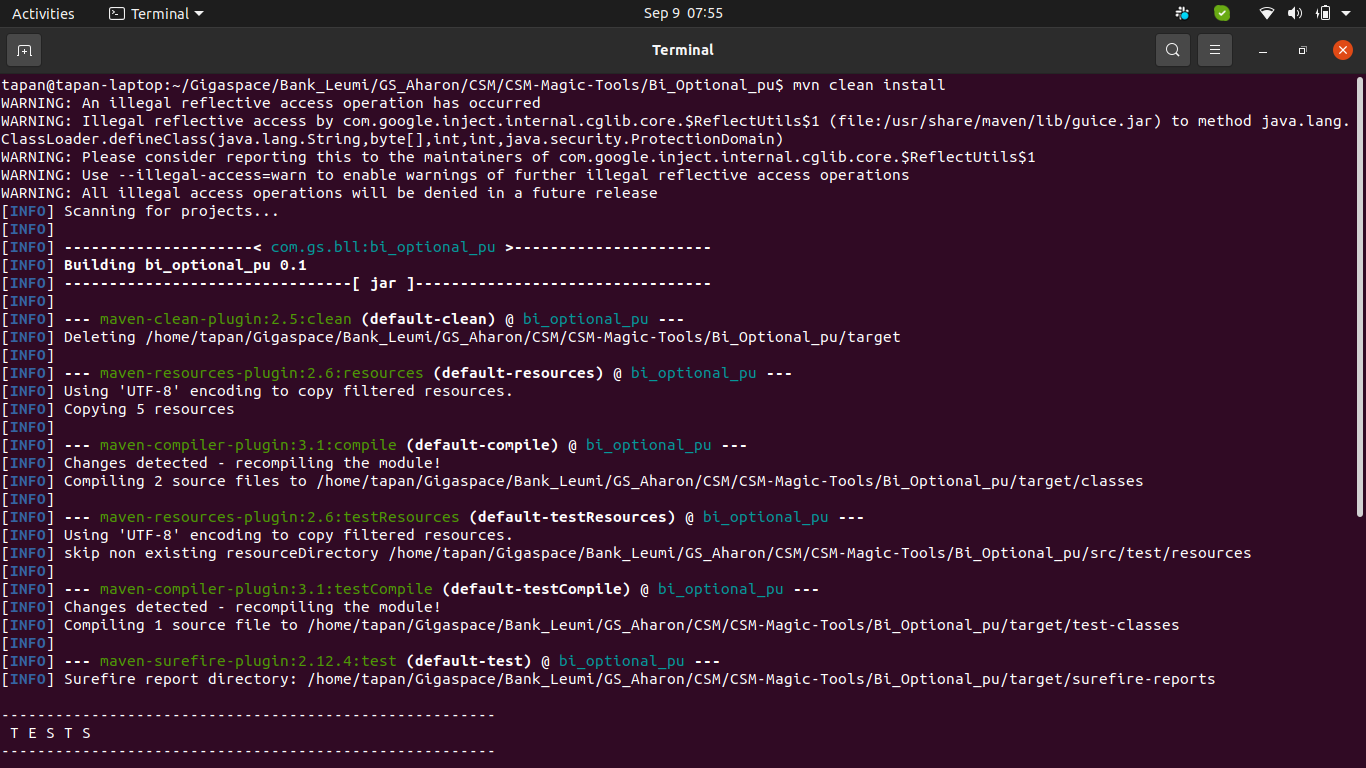 Activities
Terminal
Sep 9 07:55
Terminal
tapan@tapan-laptop:~/Gigaspace/Bank_Leumi/GS_Aharon/CSM/CSM-Magic-Tools/Bi_Optional_pu$ mvn clean install
WARNING: An illegal reflective access operation has occurred
WARNING: Illegal reflective access by com.google.inject.internal.cglib.core.$ReflectUtils$1 (file:/usr/share/maven/lib/guice.jar) to method java.lang.
ClassLoader.defineClass(java.lang.String,byte[],int,int,java.security.ProtectionDomain)
WARNING: Please consider reporting this to the maintainers of com.google.inject.internal.cglib.core.$ReflectUtils$1
WARNING: Use --illegal-access=warn to enable warnings of further illegal reflective access operations
WARNING: All illegal access operations will be denied in a future release
[INFO] Scanning for projects...
[INFO]
[INFO] ---------------------< com.gs.bll:bi_optional_pu >----------------------
[INFO] Building bi_optional_pu 0.1
[INFO] --------------------------------[ jar ]---------------------------------
[INFO]
[INFO] --- maven-clean-plugin:2.5:clean (default-clean) @ bi_optional_pu ---
[INFO] Deleting /home/tapan/Gigaspace/Bank_Leumi/GS_Aharon/CSM/CSM-Magic-Tools/Bi_Optional_pu/target
[INFO]
[INFO] --- maven-resources-plugin:2.6:resources (default-resources) @ bi_optional_pu ---
[INFO] Using 'UTF-8' encoding to copy filtered resources.
[INFO] Copying 5 resources
[INFO]
[INFO] --- maven-compiler-plugin:3.1:compile (default-compile) @ bi_optional_pu ---
[INFO] Changes detected - recompiling the module!
[INFO] Compiling 2 source files to /home/tapan/Gigaspace/Bank_Leumi/GS_Aharon/CSM/CSM-Magic-Tools/Bi_Optional_pu/target/classes
[INFO]
[INFO] --- maven-resources-plugin:2.6:testResources (default-testResources) @ bi_optional_pu ---
[INFO] Using 'UTF-8' encoding to copy filtered resources.
[INFO] skip non existing resourceDirectory /home/tapan/Gigaspace/Bank_Leumi/GS_Aharon/CSM/CSM-Magic-Tools/Bi_Optional_pu/src/test/resources
[INFO]
[INFO] --- maven-compiler-plugin:3.1:testCompile (default-testCompile) @ bi_optional_pu ---
[INFO] Changes detected - recompiling the module!
[INFO] Compiling 1 source file to /home/tapan/Gigaspace/Bank_Leumi/GS_Aharon/CSM/CSM-Magic-Tools/Bi_Optional_pu/target/test-classes
[INFO]
[INFO] --- maven-surefire-plugin:2.12.4:test (default-test) @ bi_optional_pu ---
[INFO] Surefire report directory: /home/tapan/Gigaspace/Bank_Leumi/GS_Aharon/CSM/CSM-Magic-Tools/Bi_Optional_pu/target/surefire-reports
-------------------------------------------------------
T E S T S
-------------------------------------------------------